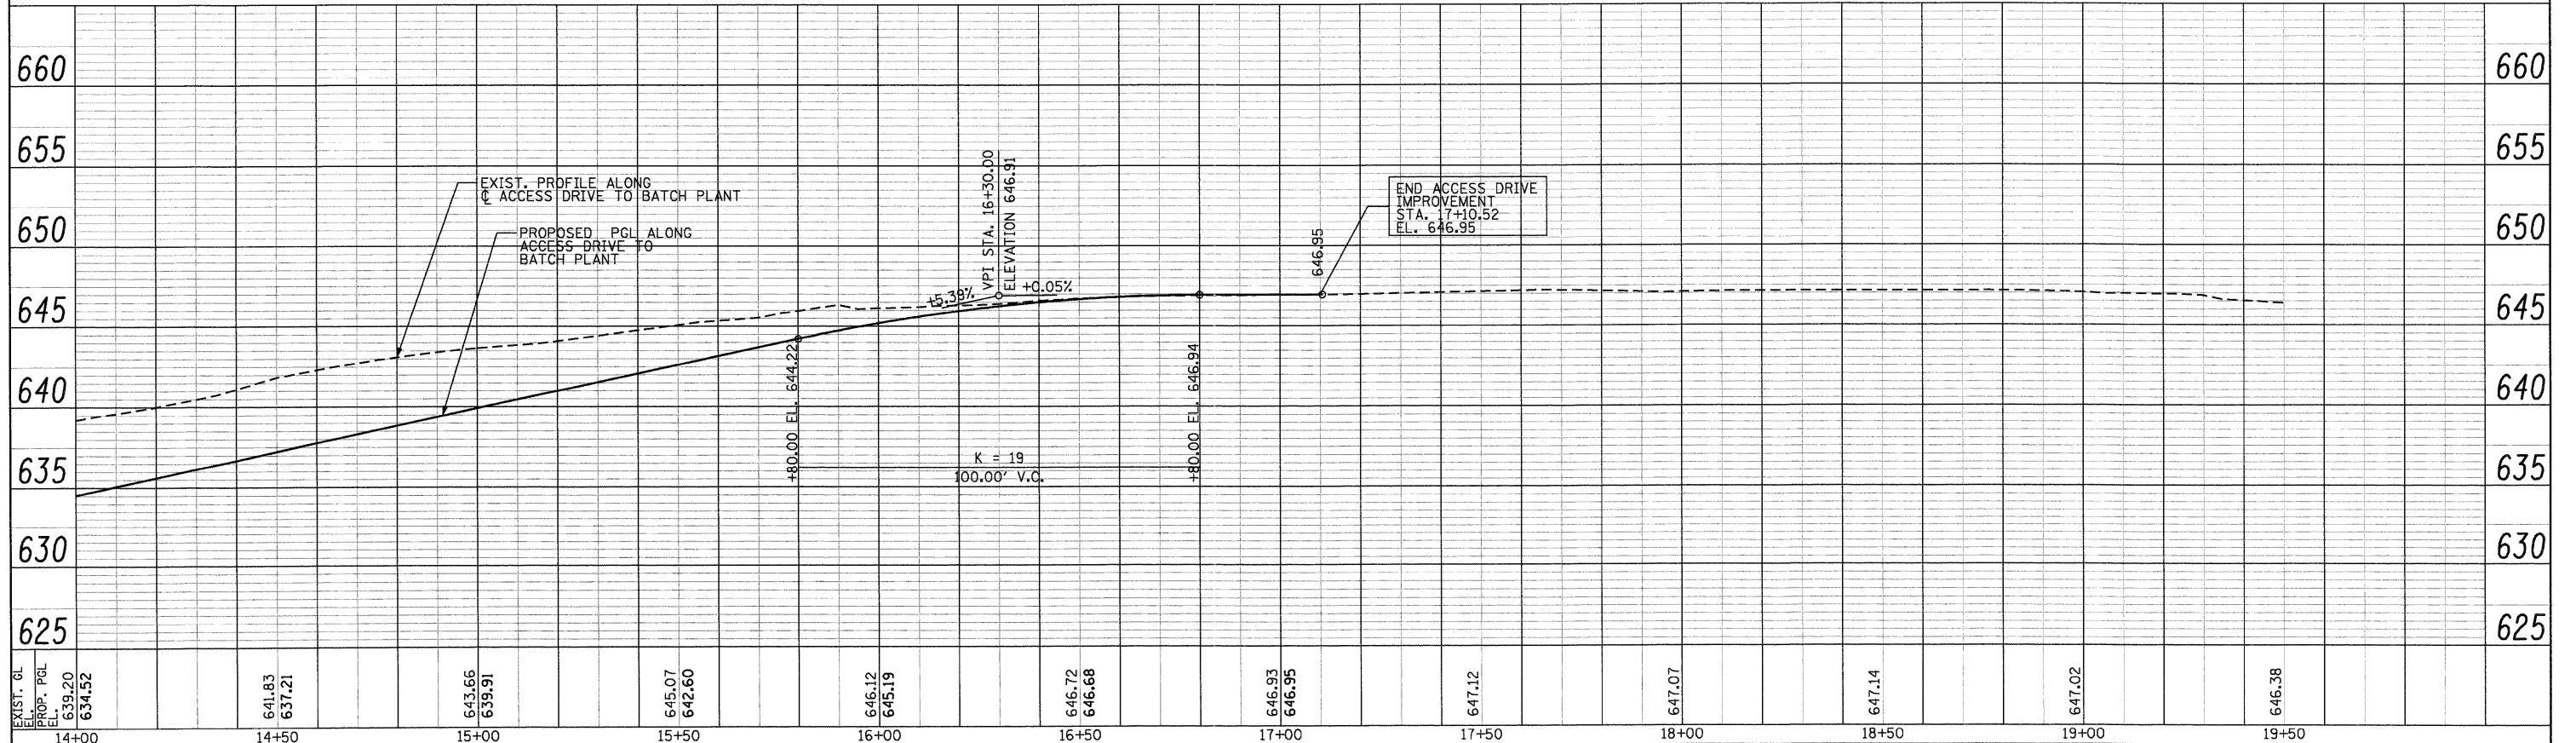 660 660
655 655
650 650
645 645
640 640
635 635
630 630
625 625
EXIST. PROFILE ALONG
℄ ACCESS DRIVE TO BATCH PLANT
PROPOSED PGL ALONG
ACCESS DRIVE TO
BATCH PLANT
VPI STA. 16+30.00
ELEVATION 646.91
+5.39%
+0.05%
END ACCESS DRIVE
IMPROVEMENT
STA. 17+10.52
EL. 646.95
646.95
+80.00 EL. 644.22
+80.00 EL. 646.94
K = 19
100.00' V.C.
EXIST. GL
EL.
PROP. PGL
EL.
639.20
634.52
641.83
637.21
643.66
639.91
645.07
642.60
646.12
645.19
646.72
646.68
646.93
646.95
647.12
647.07
647.14
647.02
646.38
14+00 14+50 15+00 15+50 16+00 16+50 17+00 17+50 18+00 18+50 19+00 19+50